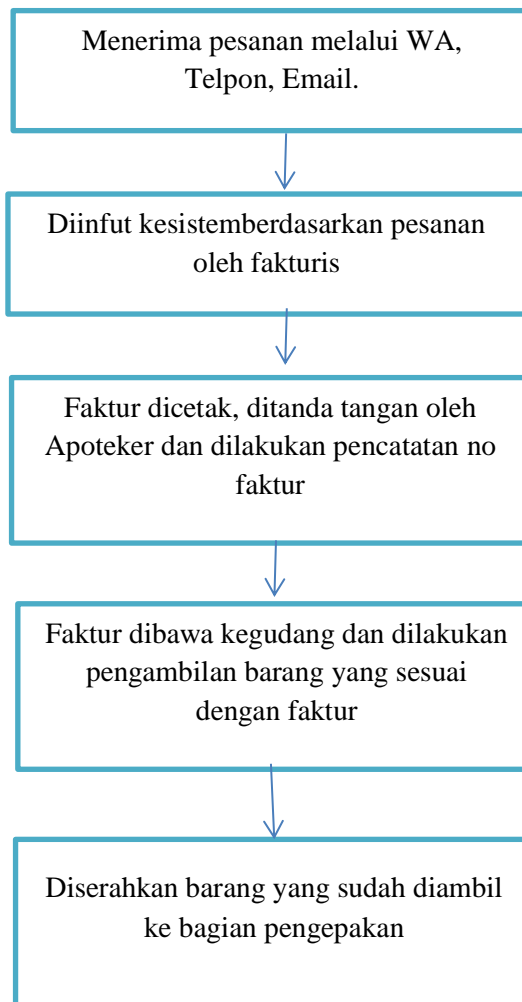 Menerima pesanan melalui WA,
Telpon, Email.
Diinfut kesistemberdasarkan pesanan
oleh fakturis
Faktur dicetak, ditanda tangan oleh
Apoteker dan dilakukan pencatatan no
faktur
Faktur dibawa kegudang dan dilakukan
pengambilan barang yang sesuai
dengan faktur
Diserahkan barang yang sudah diambil
ke bagian pengepakan